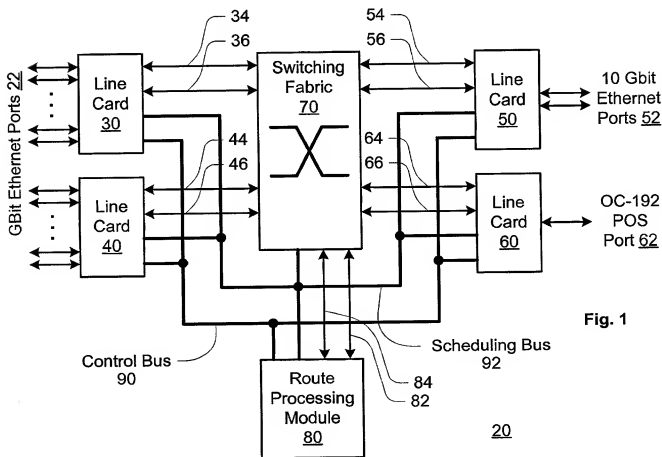 34
36
54
56
GBit Ethernet Ports 22
Line
Card
30
Switching
Fabric
70
Line
Card
50
10 Gbit
Ethernet
Ports 52
44
46
64
66
Line
Card
40
Line
Card
60
OC-192
POS
Port 62
Fig. 1
Control Bus
90
Scheduling Bus
92
84
82
Route
Processing
Module
80
20